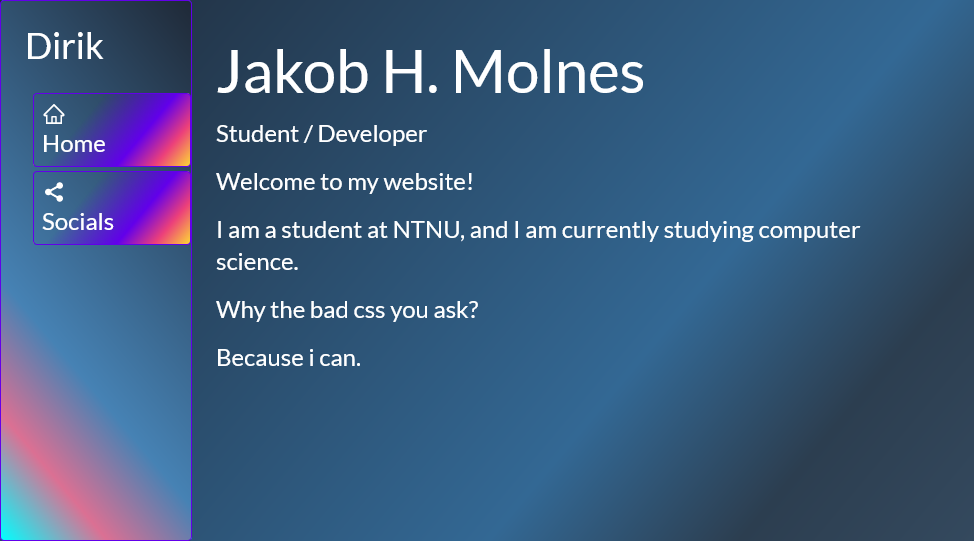 Dirik
Home
Socials
Jakob H. Molnes
Student / Developer
Welcome to my website!
I am a student at NTNU, and I am currently studying computer
science.
Why the bad css you ask?
Because i can.